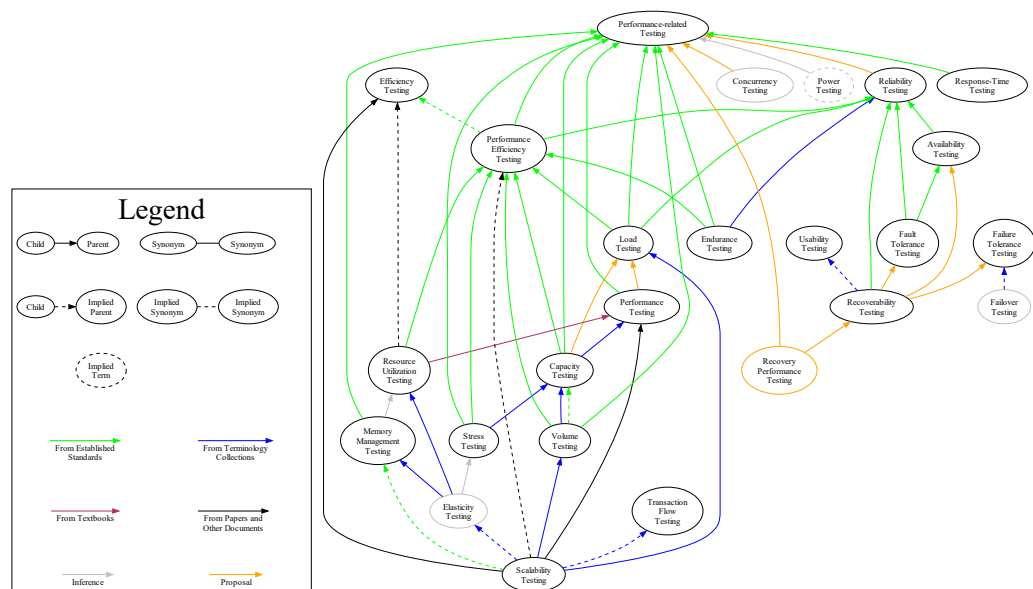 Performance-related
Testing
Efficiency
Testing
Concurrency
Testing
Power
Testing
Reliability
Testing
Response-Time
Testing
Performance
Efficiency
Testing
Availability
Testing
Legend
Child
Parent
Synonym
Synonym
Load
Testing
Endurance
Testing
Usability
Testing
Fault
Tolerance
Testing
Failure
Tolerance
Testing
Child
Implied
Parent
Implied
Synonym
Implied
Synonym
Performance
Testing
Recoverability
Testing
Failover
Testing
Implied
Term
Resource
Utilization
Testing
Capacity
Testing
Recovery
Performance
Testing
Memory
Management
Testing
Stress
Testing
Volume
Testing
From Established
Standards
From Terminology
Collections
Elasticity
Testing
Transaction
Flow
Testing
From Textbooks
From Papers and
Other Documents
Scalability
Testing
Inference
Proposal